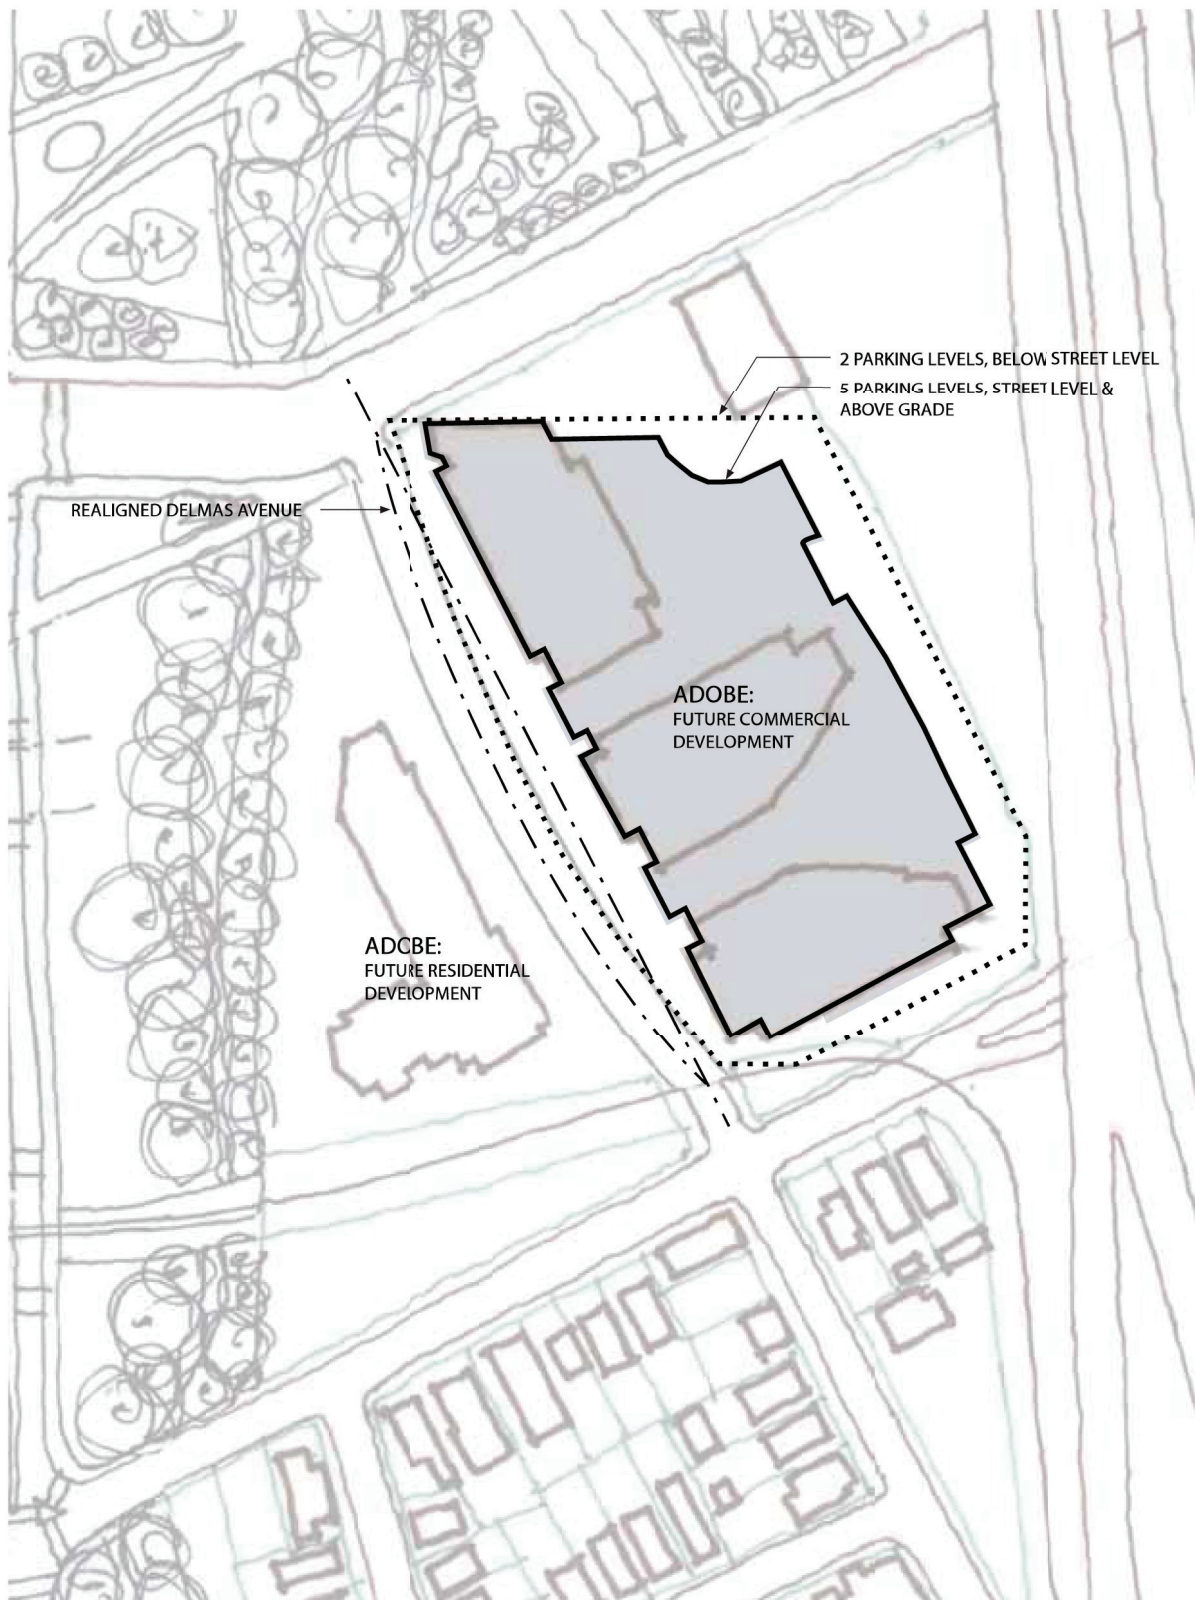 2 PARKING LEVELS, BELOW STREET LEVEL
5 PARKING LEVELS, STREET LEVEL &
ABOVE GRADE
REALIGNED DELMAS AVENUE
ADOBE:
FUTURE COMMERCIAL
DEVELOPMENT
ADOBE:
FUTURE RESIDENTIAL
DEVELOPMENT